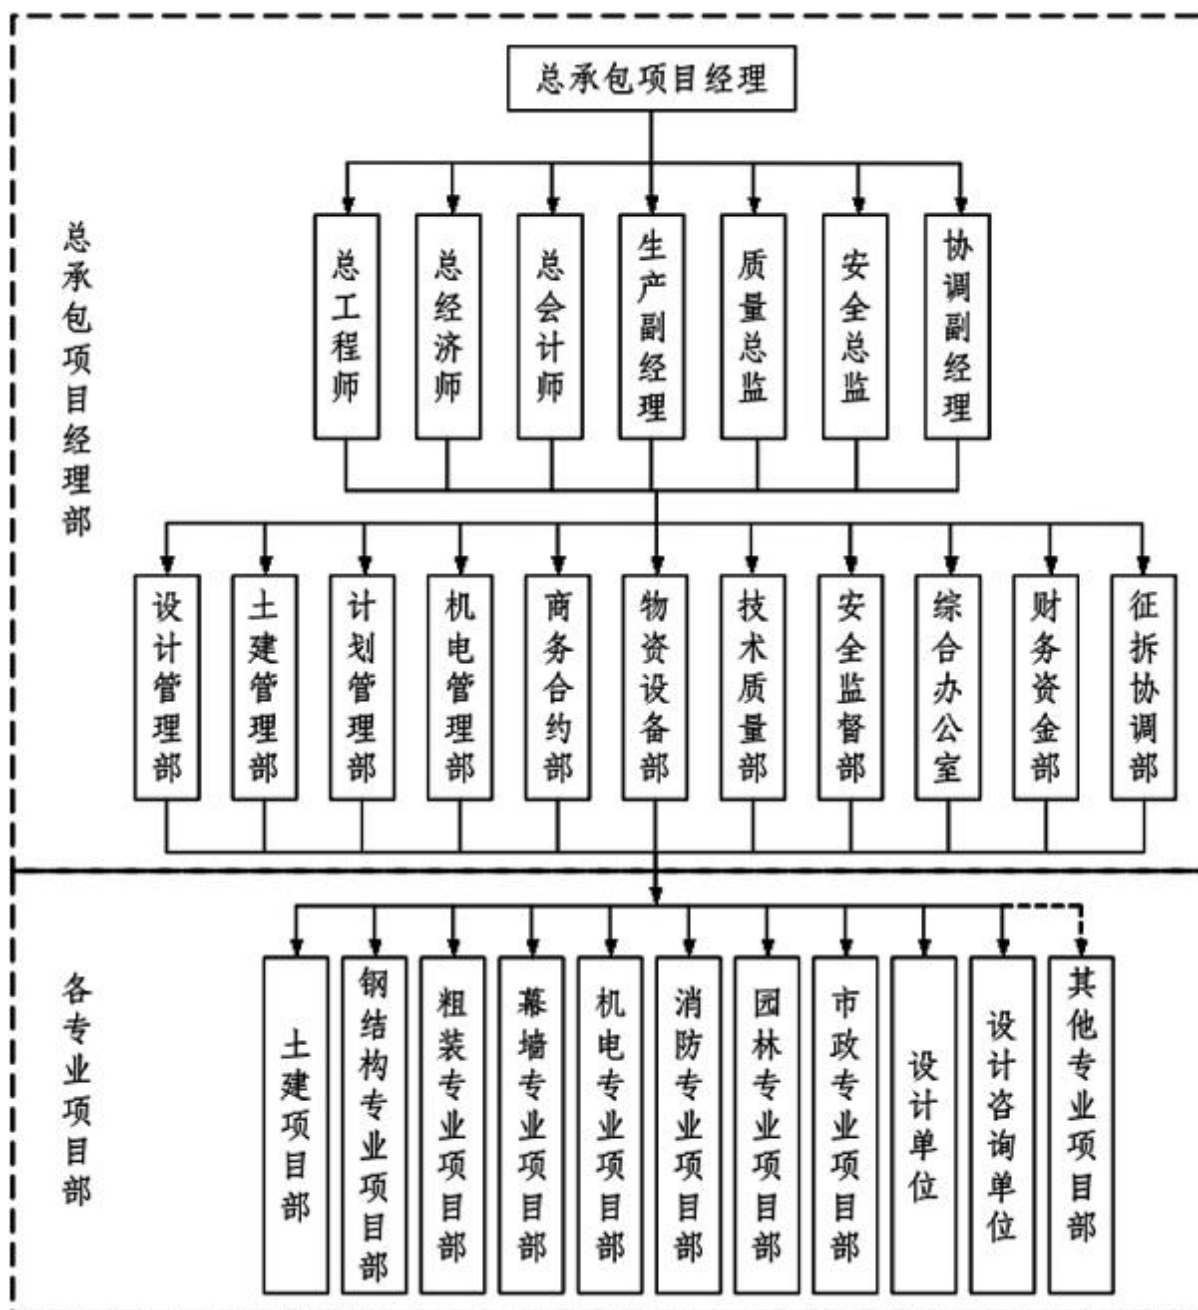 总承包项目经理
总承包项目经理部
总工程师
总经济师
总会计师
生产副经理
质量总监
安全总监
协调副经理
设计管理部
土建管理部
计划管理部
机电管理部
商务合约部
物资设备部
技术质量部
安全监督部
综合办公室
财务资金部
征拆协调部
各专业项目部
土建项目部
钢结构专业项目部
粗装专业项目部
幕墙专业项目部
机电专业项目部
消防专业项目部
园林专业项目部
市政专业项目部
设计单位
设计咨询单位
其他专业项目部